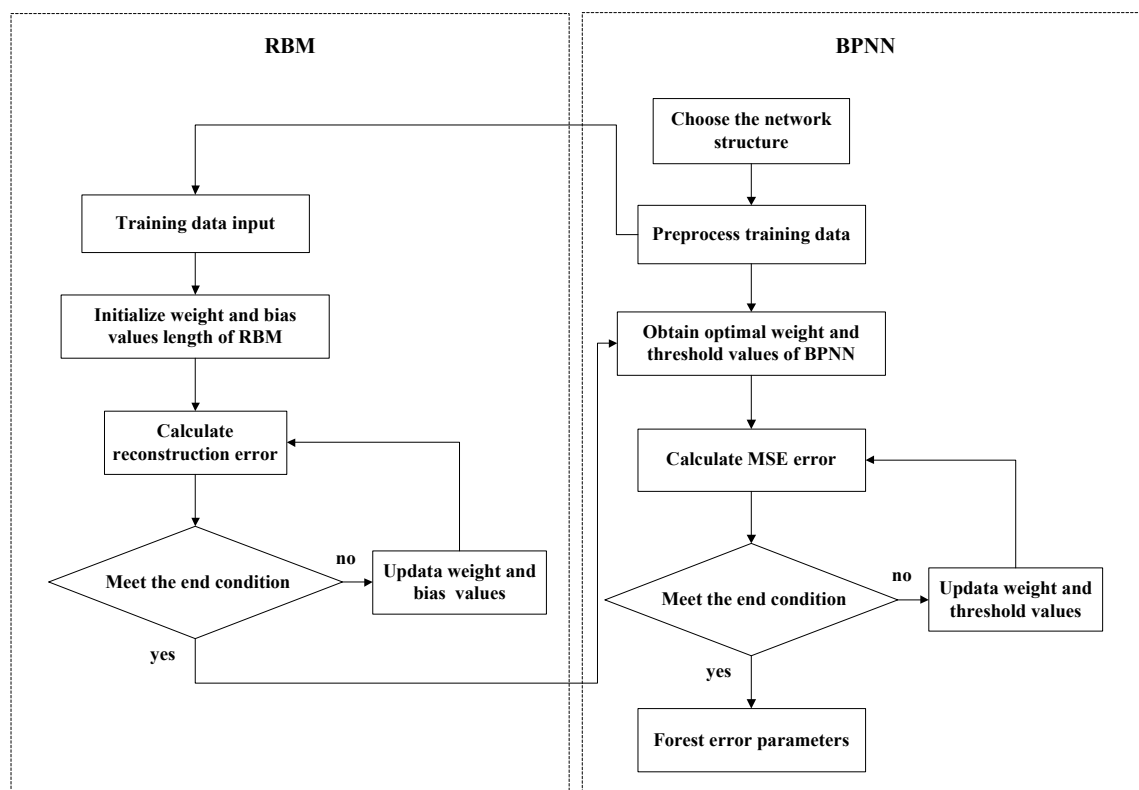 RBM
Training data input
Initialize weight and bias
values length of RBM
Calculate
reconstruction error
Meet the end condition
no
Updata weight and
bias values
yes
BPNN
Choose the network
structure
Preprocess training data
Obtain optimal weight and
threshold values of BPNN
Calculate MSE error
Meet the end condition
no
Updata weight and
threshold values
yes
Forest error parameters